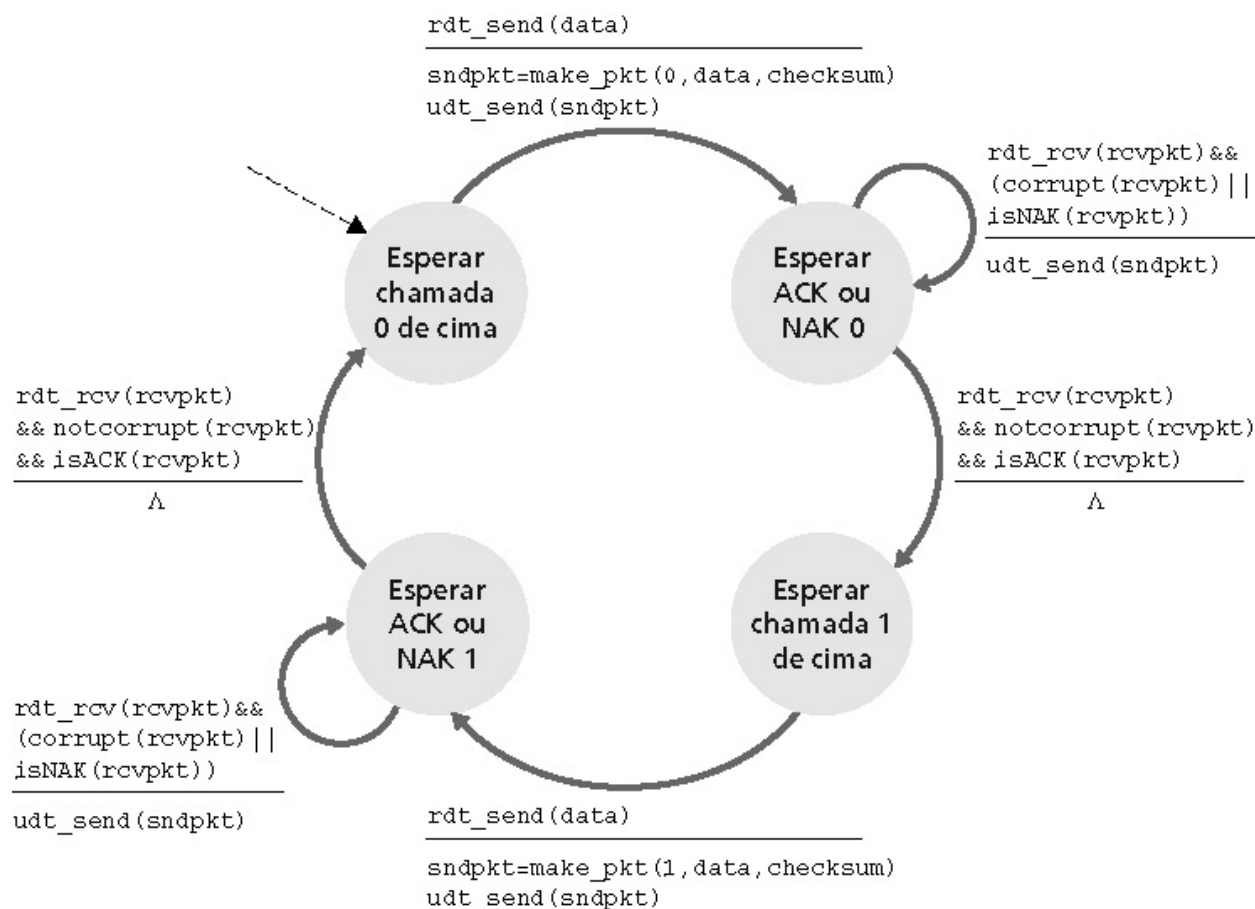 rdt_send(data)
sndpkt=make_pkt(0,data,checksum)
udt_send(sndpkt)
rdt_rcv(rcvpkt)&&
(corrupt(rcvpkt)||
isNAK(rcvpkt))
udt_send(sndpkt)
Esperar
chamada
0 de cima
Esperar
ACK ou
NAK 0
rdt_rcv(rcvpkt)
&& notcorrupt(rcvpkt)
&& isACK(rcvpkt)
Λ
rdt_rcv(rcvpkt)
&& notcorrupt(rcvpkt)
&& isACK(rcvpkt)
Λ
Esperar
ACK ou
NAK 1
Esperar
chamada 1
de cima
rdt_rcv(rcvpkt)&&
(corrupt(rcvpkt)||
isNAK(rcvpkt))
udt_send(sndpkt)
rdt_send(data)
sndpkt=make_pkt(1,data,checksum)
udt_send(sndpkt)